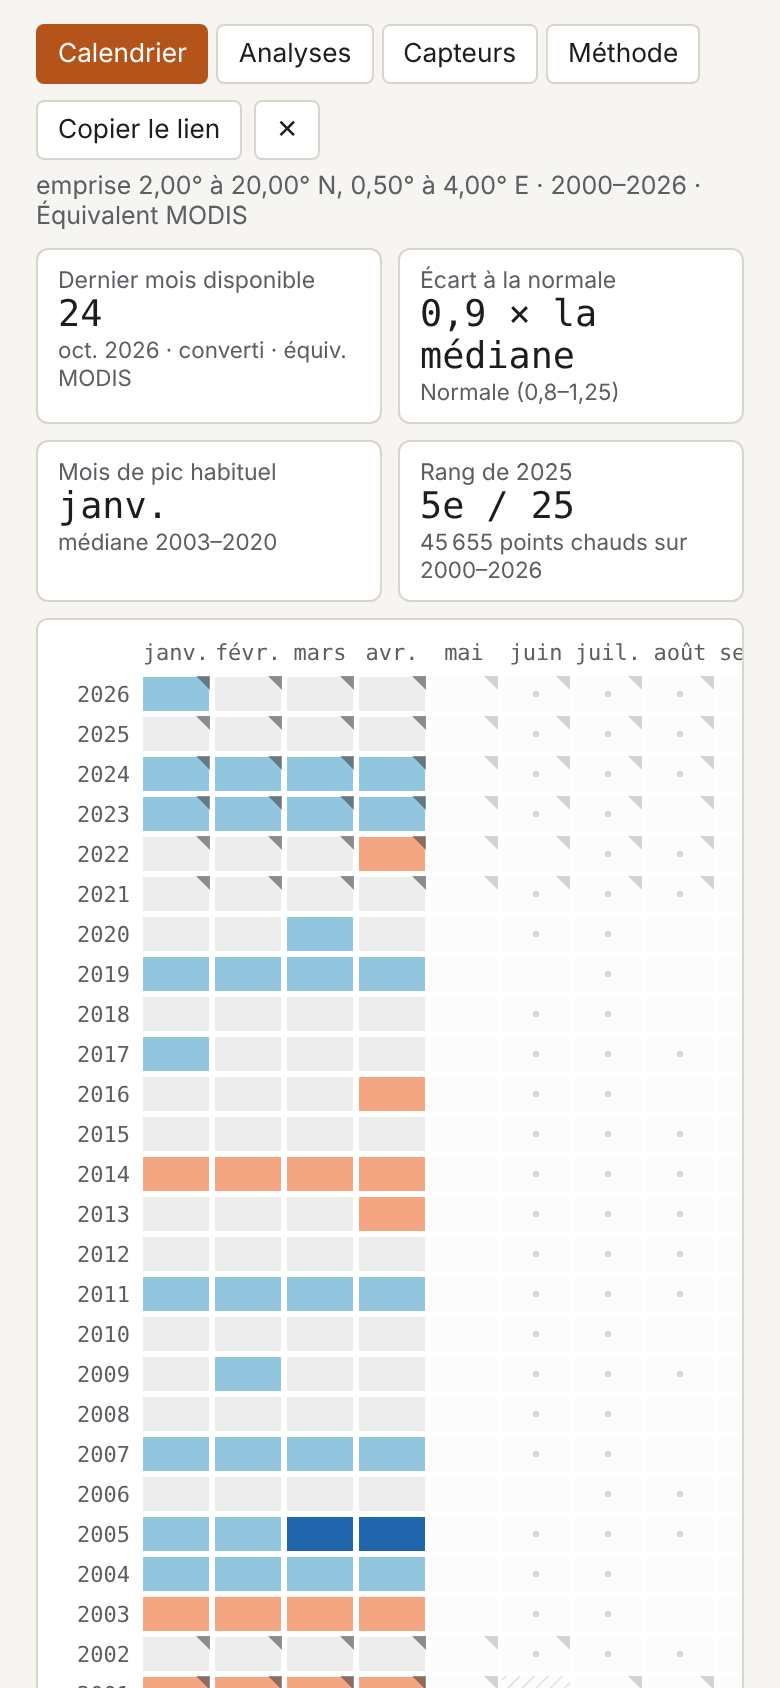 Calendrier Analyses Capteurs Méthode
Copier le lien ✕
emprise 2,00° à 20,00° N, 0,50° à 4,00° E · 2000–2026 ·
Équivalent MODIS
Dernier mois disponible
24
oct. 2026 · converti · équiv.
MODIS
Écart à la normale
0,9 × la
médiane
Normale (0,8–1,25)
Mois de pic habituel
janv.
médiane 2003–2020
Rang de 2025
5e / 25
45 655 points chauds sur
2000–2026
janv. févr. mars avr. mai juin juil. août se
2026
2025
2024
2023
2022
2021
2020
2019
2018
2017
2016
2015
2014
2013
2012
2011
2010
2009
2008
2007
2006
2005
2004
2003
2002
2001